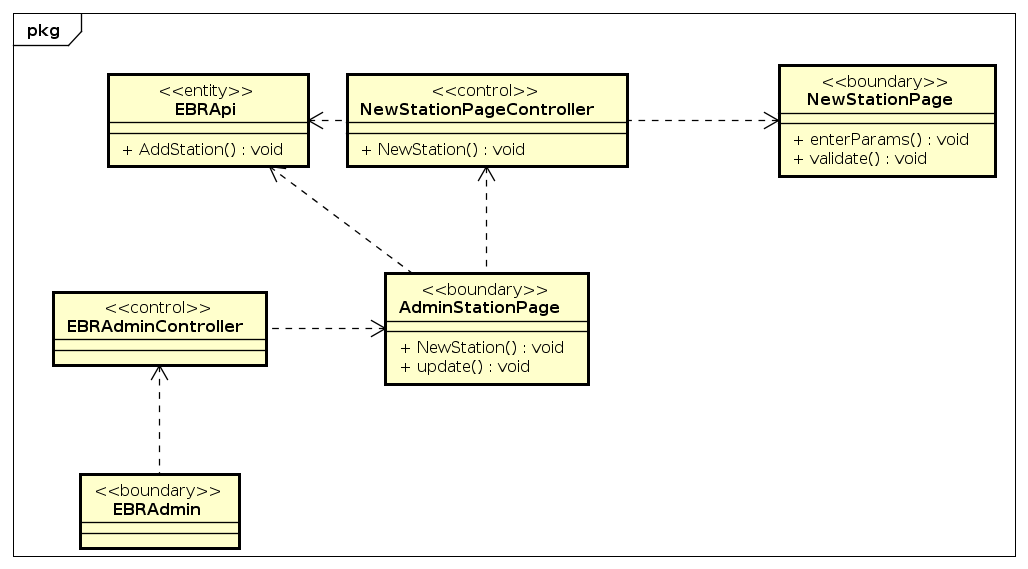 pkg
<<entity>>
EBRApi
+ AddStation() : void
<<control>>
NewStationPageController
+ NewStation() : void
<<boundary>>
NewStationPage
+ enterParams() : void
+ validate() : void
<<boundary>>
AdminStationPage
+ NewStation() : void
+ update() : void
<<control>>
EBRAdminController
<<boundary>>
EBRAdmin